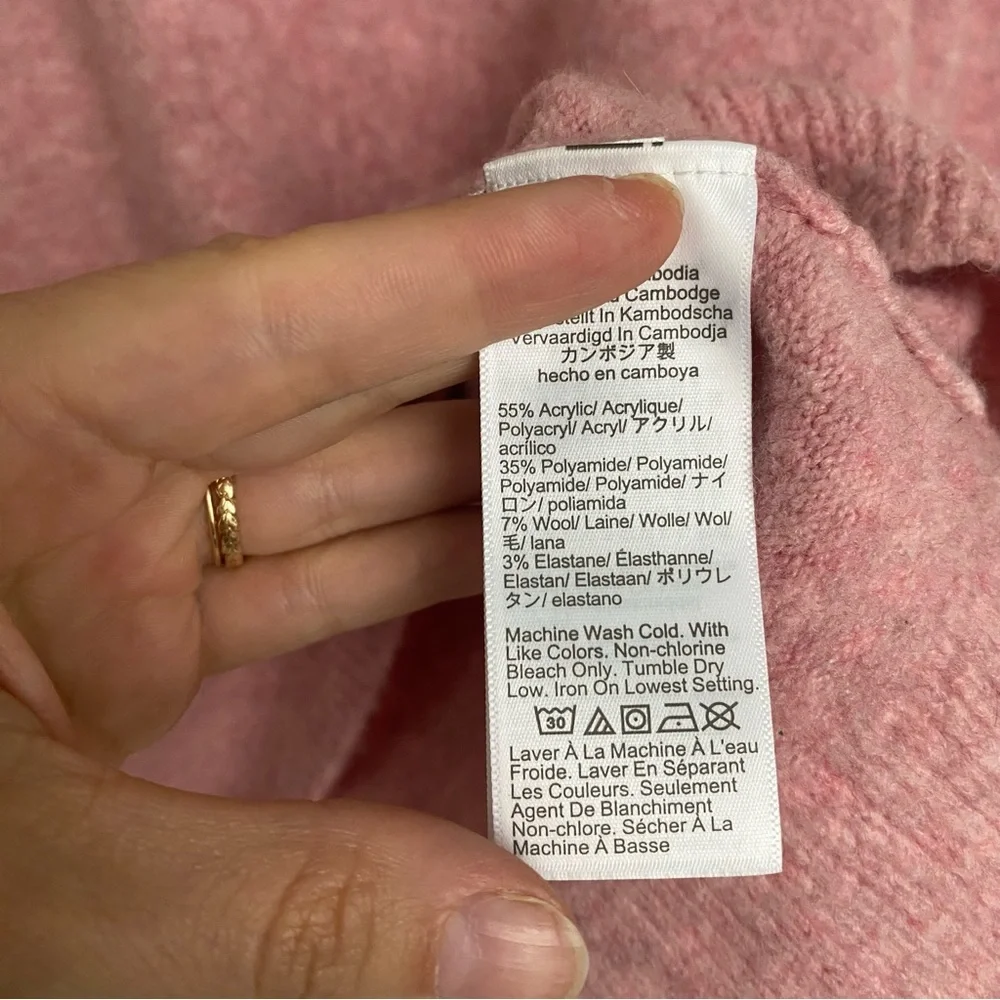 Cambodge
In Kambodscha
In Cambodja
カンボジア製
hecho en camboya
55% Acrylic/ Acrylique/
Polyacryl/ Acryl/ アクリル/
acrílico
35% Polyamide/ Polyamide/
Polyamide/ Polyamide/ ナイ
ロン/ poliamida
7% Wool/ Laine/ Wolle/ Wol/
毛/ lana
3% Elastane/ Élasthanne/
Elastan/ Elastaan/ ポリウレ
タン/ elastano
Machine Wash Cold. With
Like Colors. Non-chlorine
Bleach Only. Tumble Dry
Low. Iron On Lowest Setting.
30
Laver À La Machine À L'eau
Froide. Laver En Séparant
Les Couleurs. Seulement
Agent De Blanchiment
Non-chlore. Sécher À La
Machine À Basse